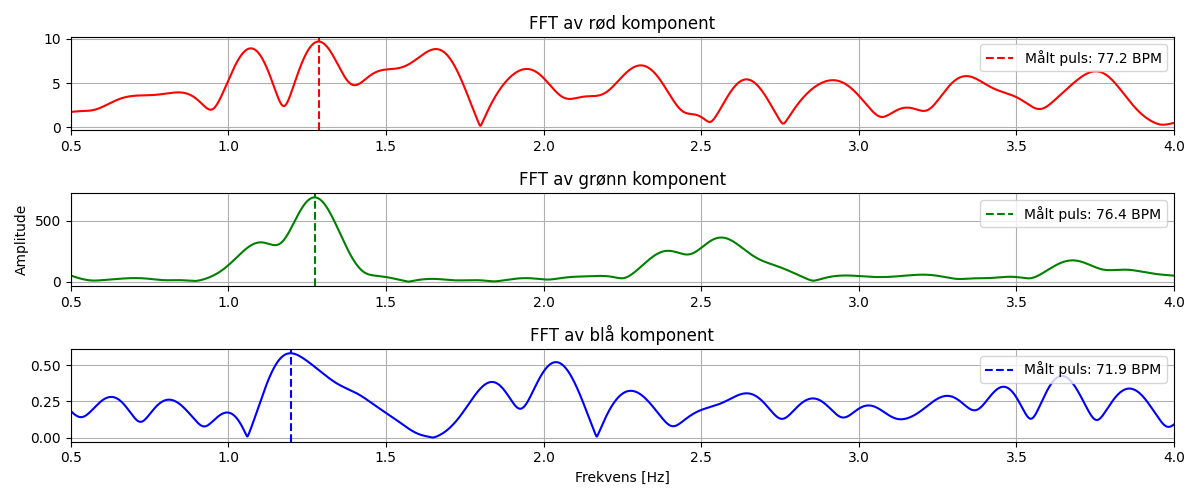 FFT av rød komponent
10
5
0
Målt puls: 77.2 BPM
0.5 1.0 1.5 2.0 2.5 3.0 3.5 4.0
FFT av grønn komponent
Amplitude
500
0
Målt puls: 76.4 BPM
0.5 1.0 1.5 2.0 2.5 3.0 3.5 4.0
FFT av blå komponent
0.50
0.25
0.00
Målt puls: 71.9 BPM
0.5 1.0 1.5 2.0 2.5 3.0 3.5 4.0
Frekvens [Hz]